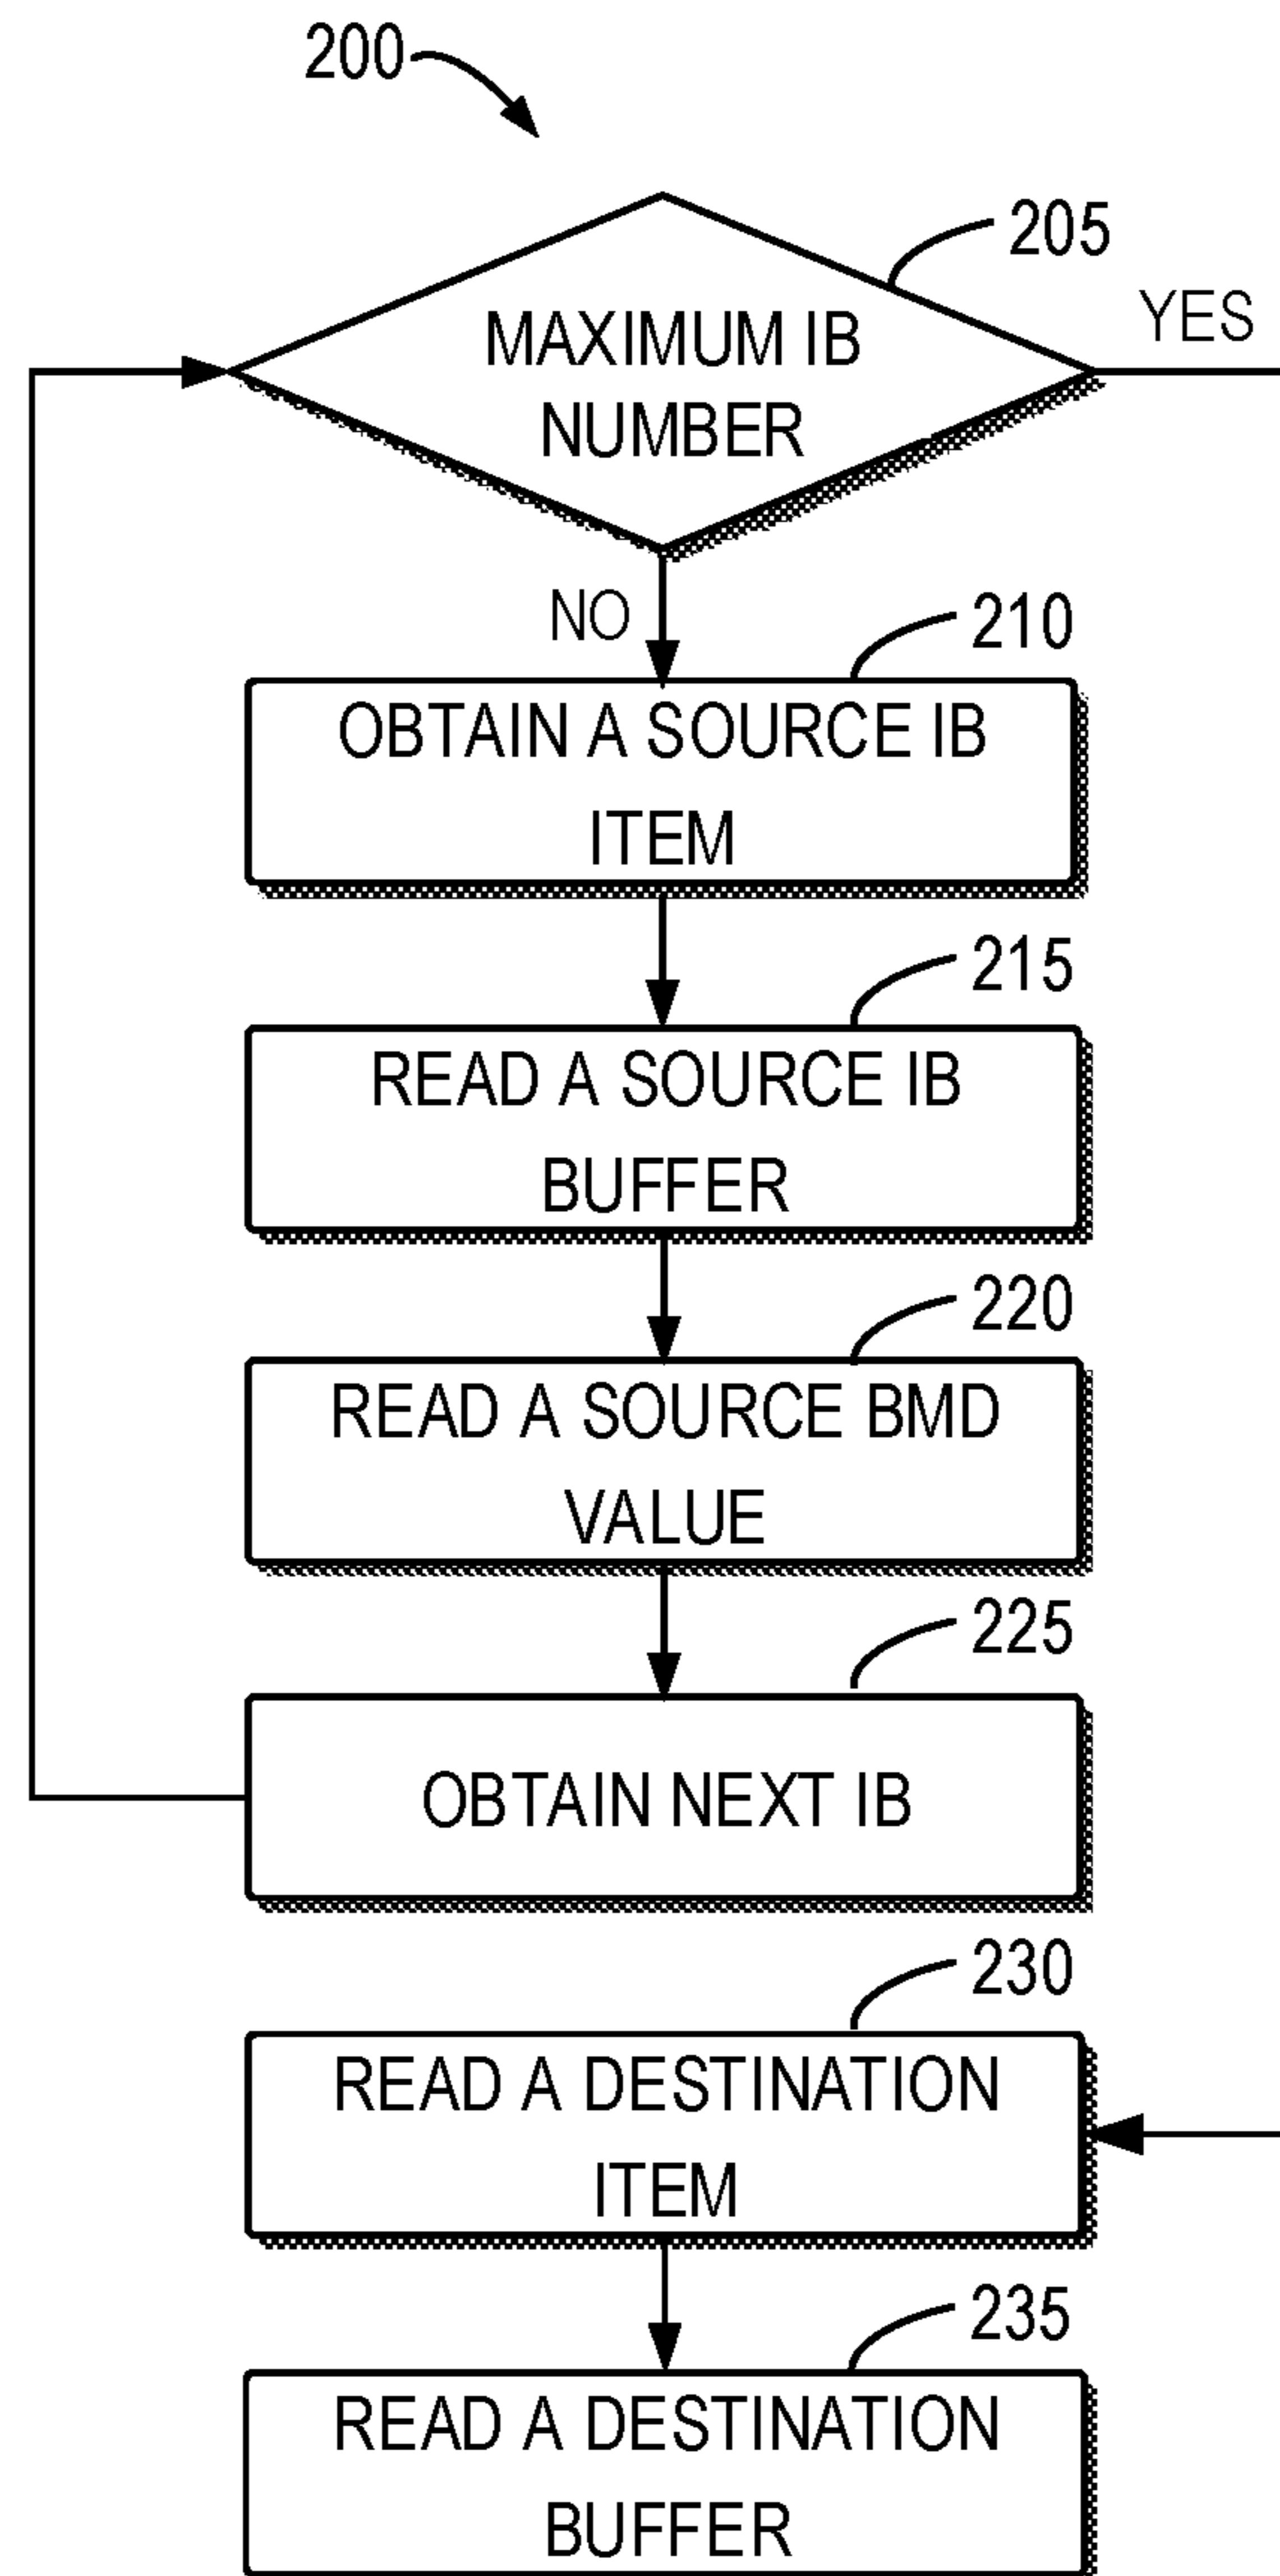 200
205
YES
MAXIMUM IB
NUMBER
NO
210
OBTAIN A SOURCE IB
ITEM
215
READ A SOURCE IB
BUFFER
220
READ A SOURCE BMD
VALUE
225
OBTAIN NEXT IB
230
READ A DESTINATION
ITEM
235
READ A DESTINATION
BUFFER